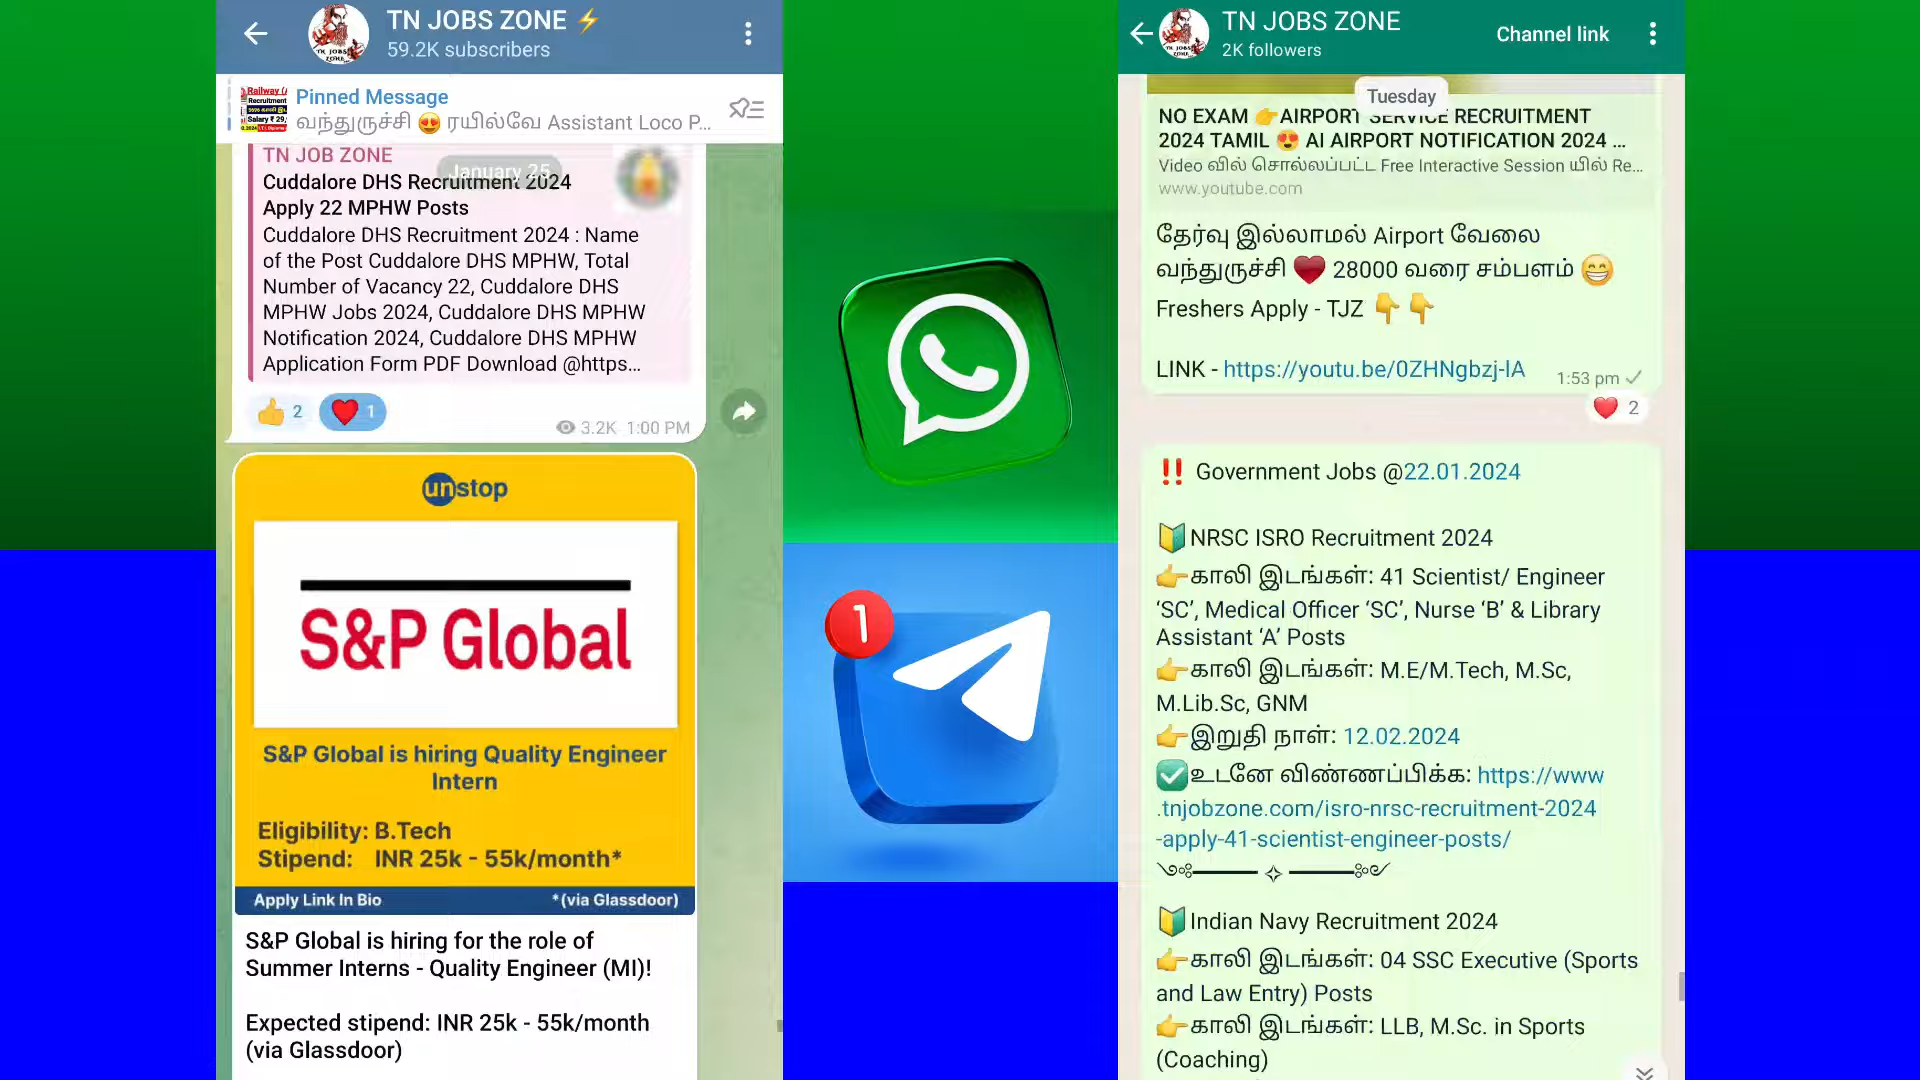 TN JOBS ZONE ⚡
59.2K subscribers
Pinned Message
வந்துருச்சி 😍 ரயில்வே Assistant Loco P...
Railway
Recruitment
TN JOB ZONE
January 25
Cuddalore DHS Recruitment 2024
Apply 22 MPHW Posts
Cuddalore DHS Recruitment 2024 : Name
of the Post Cuddalore DHS MPHW, Total
Number of Vacancy 22, Cuddalore DHS
MPHW Jobs 2024, Cuddalore DHS MPHW
Notification 2024, Cuddalore DHS MPHW
Application Form PDF Download @https...
👍 2 ❤️ 1
3.2K 1:00 PM
unstop
S&P Global
S&P Global is hiring Quality Engineer
Intern
Eligibility: B.Tech
Stipend: INR 25k - 55k/month*
Apply Link In Bio *(via Glassdoor)
S&P Global is hiring for the role of
Summer Interns - Quality Engineer (MI)!
Expected stipend: INR 25k - 55k/month
(via Glassdoor)
1
TN JOBS ZONE
2K followers
Channel link
Tuesday
NO EXAM 👉AIRPORT SERVICE RECRUITMENT
2024 TAMIL 😍 AI AIRPORT NOTIFICATION 2024 ...
Video வில் சொல்லப்பட்ட Free Interactive Session யில் Re...
www.youtube.com
தேர்வு இல்லாமல் Airport வேலை
வந்துருச்சி ❤️ 28000 வரை சம்பளம் 😁
Freshers Apply - TJZ 👇👇
LINK - https://youtu.be/0ZHNgbzj-lA
1:53 pm ✓
❤️ 2
‼️ Government Jobs @22.01.2024
🔰NRSC ISRO Recruitment 2024
👉காலி இடங்கள்: 41 Scientist/ Engineer
‘SC’, Medical Officer ‘SC’, Nurse ‘B’ & Library
Assistant ‘A’ Posts
👉காலி இடங்கள்: M.E/M.Tech, M.Sc,
M.Lib.Sc, GNM
👉இறுதி நாள்: 12.02.2024
✅உடனே விண்ணப்பிக்க: https://www
.tnjobzone.com/isro-nrsc-recruitment-2024
-apply-41-scientist-engineer-posts/
🔰Indian Navy Recruitment 2024
👉காலி இடங்கள்: 04 SSC Executive (Sports
and Law Entry) Posts
👉காலி இடங்கள்: LLB, M.Sc. in Sports
(Coaching)